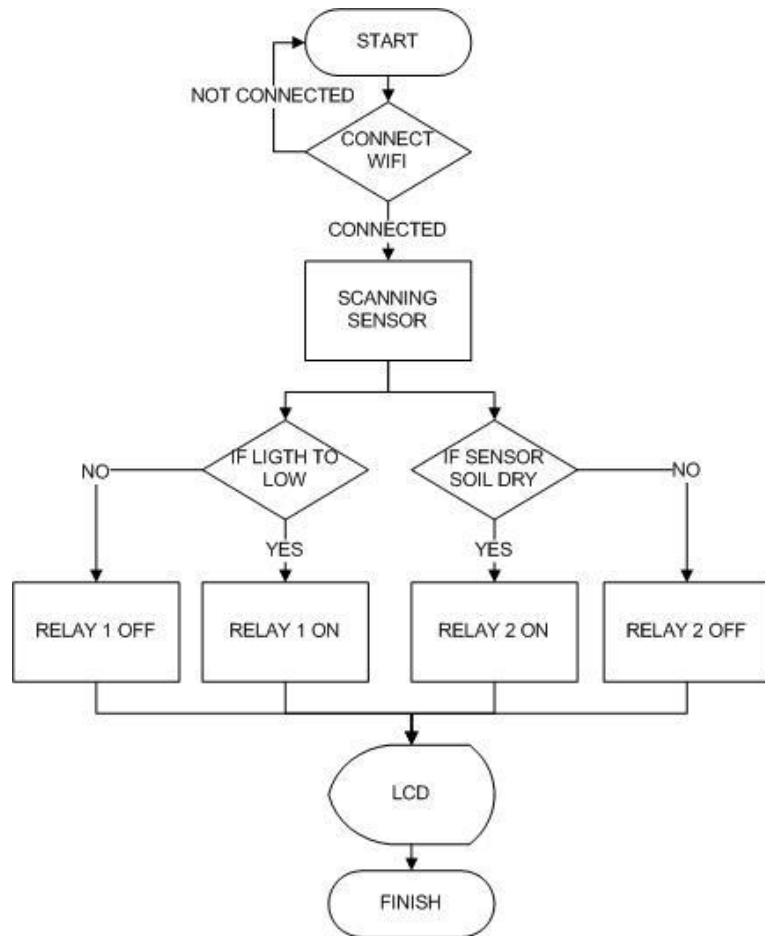 START
NOT CONNECTED
CONNECT
WIFI
CONNECTED
SCANNING
SENSOR
IF LIGTH TO
LOW
IF SENSOR
SOIL DRY
NO
NO
YES
YES
RELAY 1 OFF
RELAY 1 ON
RELAY 2 ON
RELAY 2 OFF
LCD
FINISH